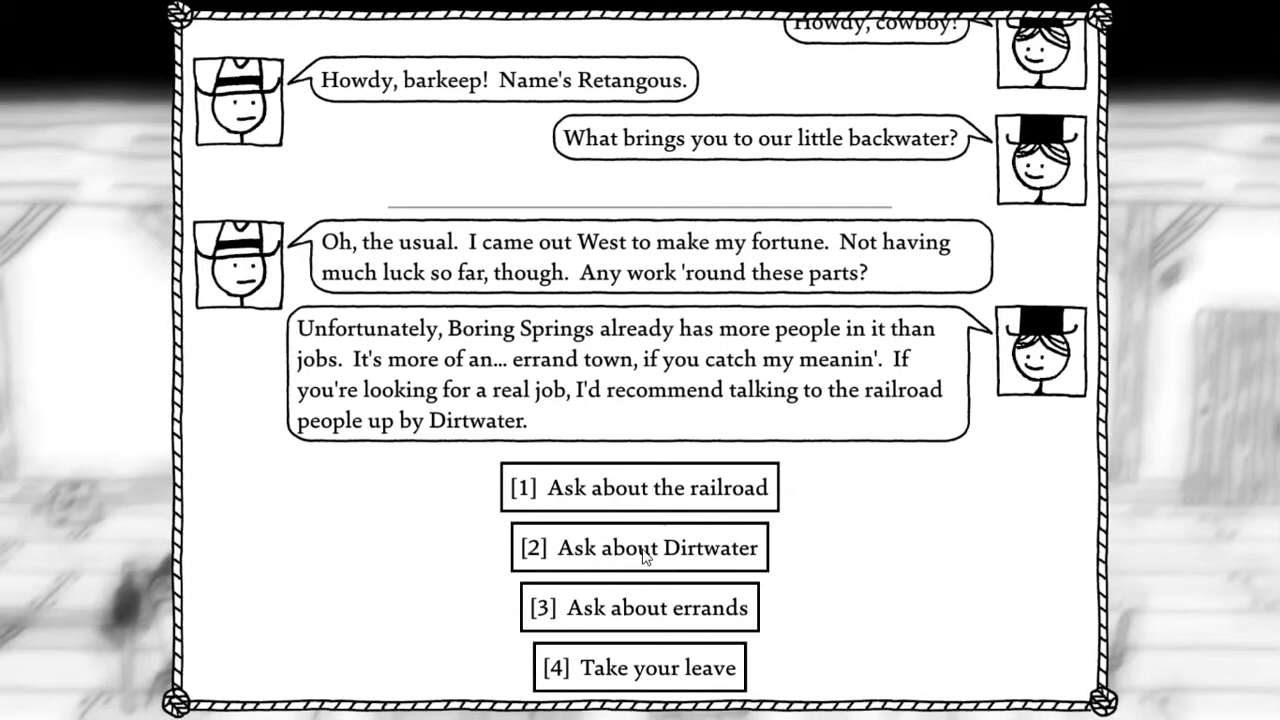 Howdy, cowboy!
Howdy, barkeep!  Name's Retangous.
What brings you to our little backwater?
Oh, the usual.  I came out West to make my fortune.  Not having
much luck so far, though.  Any work 'round these parts?
Unfortunately, Boring Springs already has more people in it than
jobs.  It's more of an... errand town, if you catch my meanin'.  If
you're looking for a real job, I'd recommend talking to the railroad
people up by Dirtwater.
[1]  Ask about the railroad
[2]  Ask about Dirtwater
[3]  Ask about errands
[4]  Take your leave